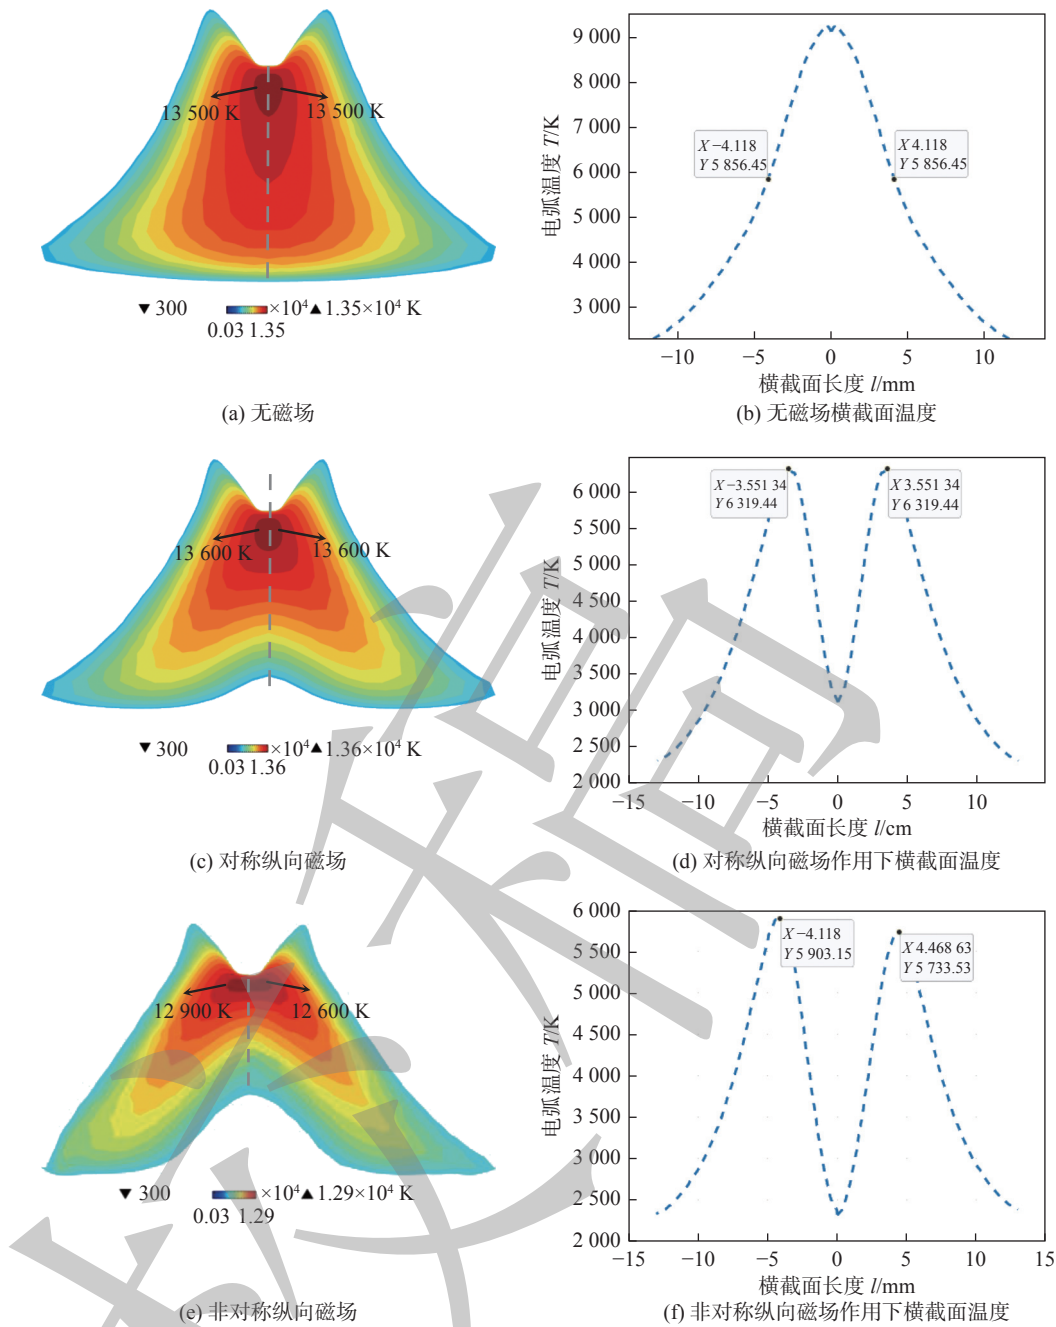 13 500 K
13 500 K
▼ 300
×10⁴ ▲ 1.35×10⁴ K
0.03 1.35
(a) 无磁场
9 000
8 000
7 000
6 000
5 000
4 000
3 000
电弧温度 T/K
X −4.118
Y 5 856.45
X 4.118
Y 5 856.45
−10
−5
0
5
10
横截面长度 l/mm
(b) 无磁场横截面温度
13 600 K
13 600 K
▼ 300
×10⁴ ▲ 1.36×10⁴ K
0.03 1.36
(c) 对称纵向磁场
6 000
5 500
5 000
4 500
4 000
3 500
3 000
2 500
2 000
电弧温度 T/K
X −3.551 34
Y 6 319.44
X 3.551 34
Y 6 319.44
−15
−10
−5
0
5
10
横截面长度 l/cm
(d) 对称纵向磁场作用下横截面温度
12 900 K
12 600 K
▼ 300
×10⁴ ▲ 1.29×10⁴ K
0.03 1.29
(e) 非对称纵向磁场
6 000
5 500
5 000
4 500
4 000
3 500
3 000
2 500
2 000
电弧温度 T/K
X −4.118
Y 5 903.15
X 4.468 63
Y 5 733.53
−15
−10
−5
0
5
10
15
横截面长度 l/mm
(f) 非对称纵向磁场作用下横截面温度